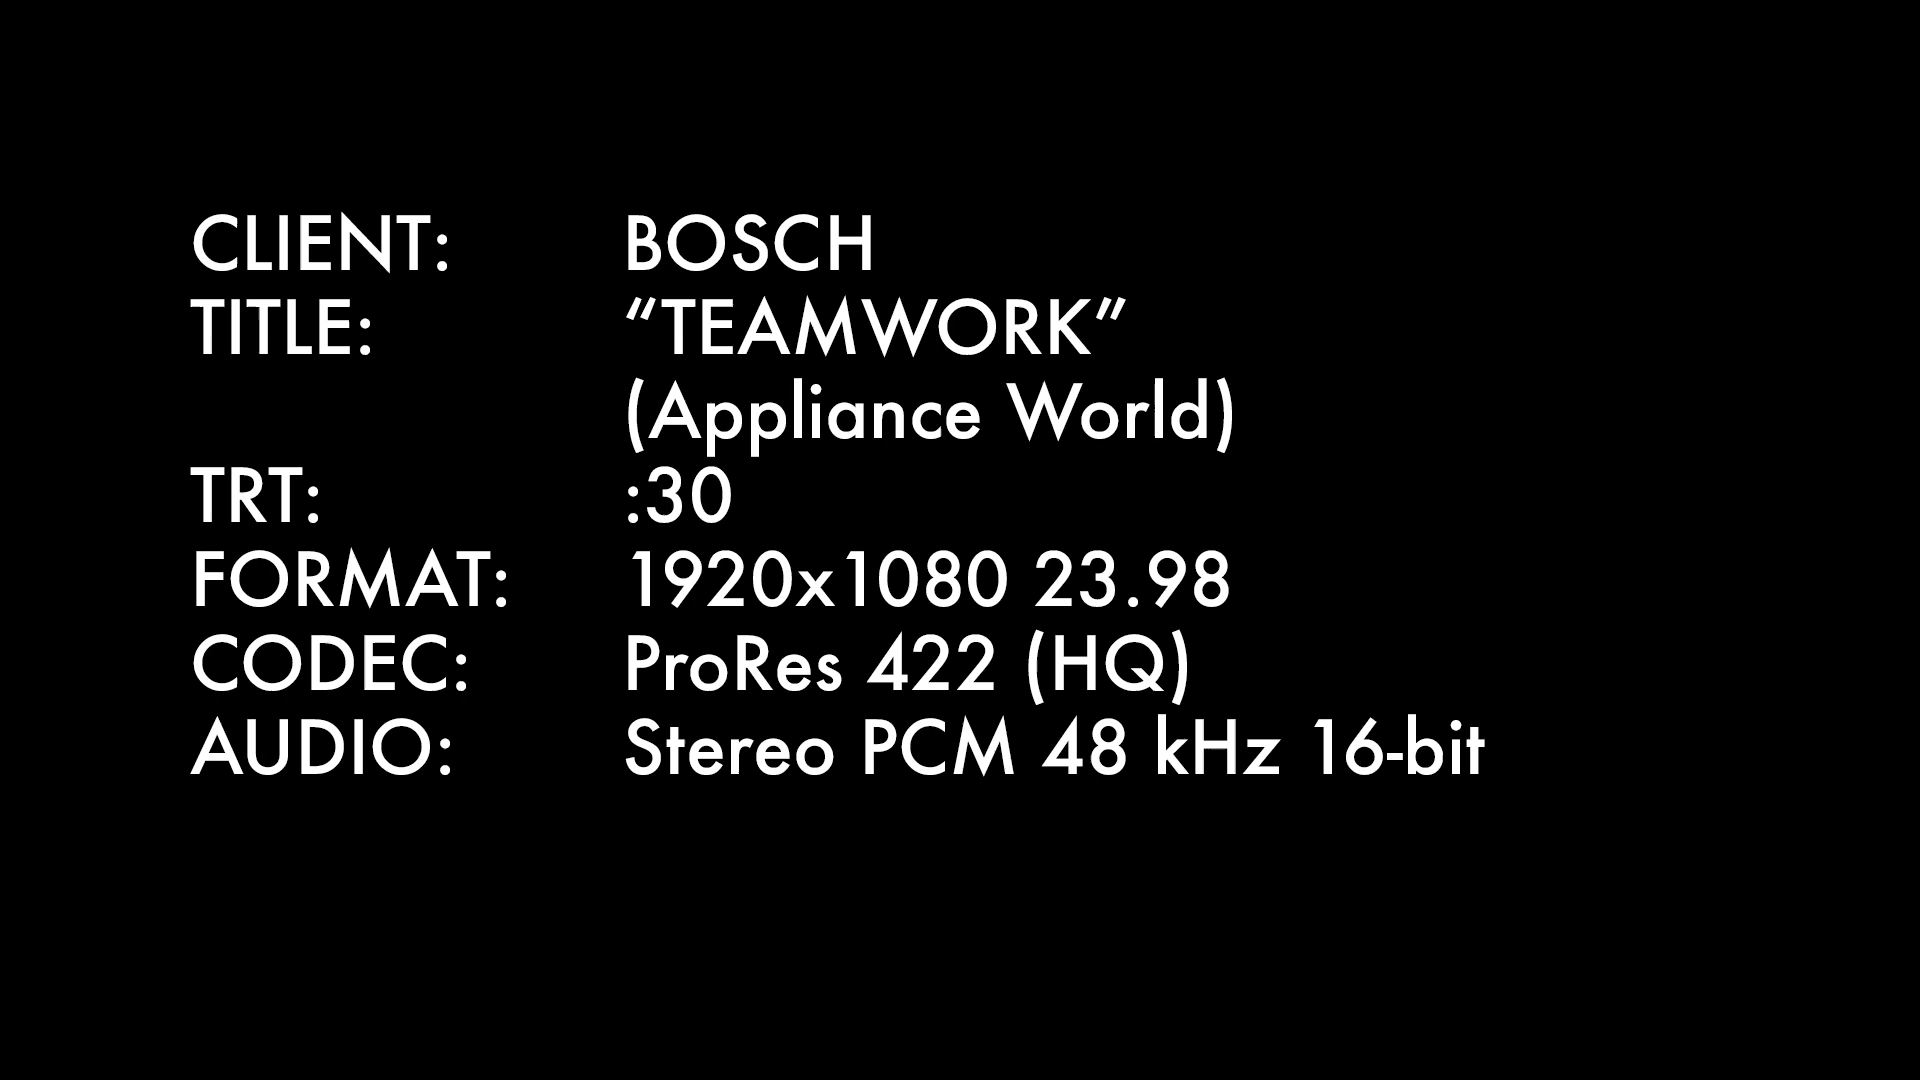 CLIENT: BOSCH
TITLE: “TEAMWORK”
(Appliance World)
TRT: :30
FORMAT: 1920x1080 23.98
CODEC: ProRes 422 (HQ)
AUDIO: Stereo PCM 48 kHz 16-bit